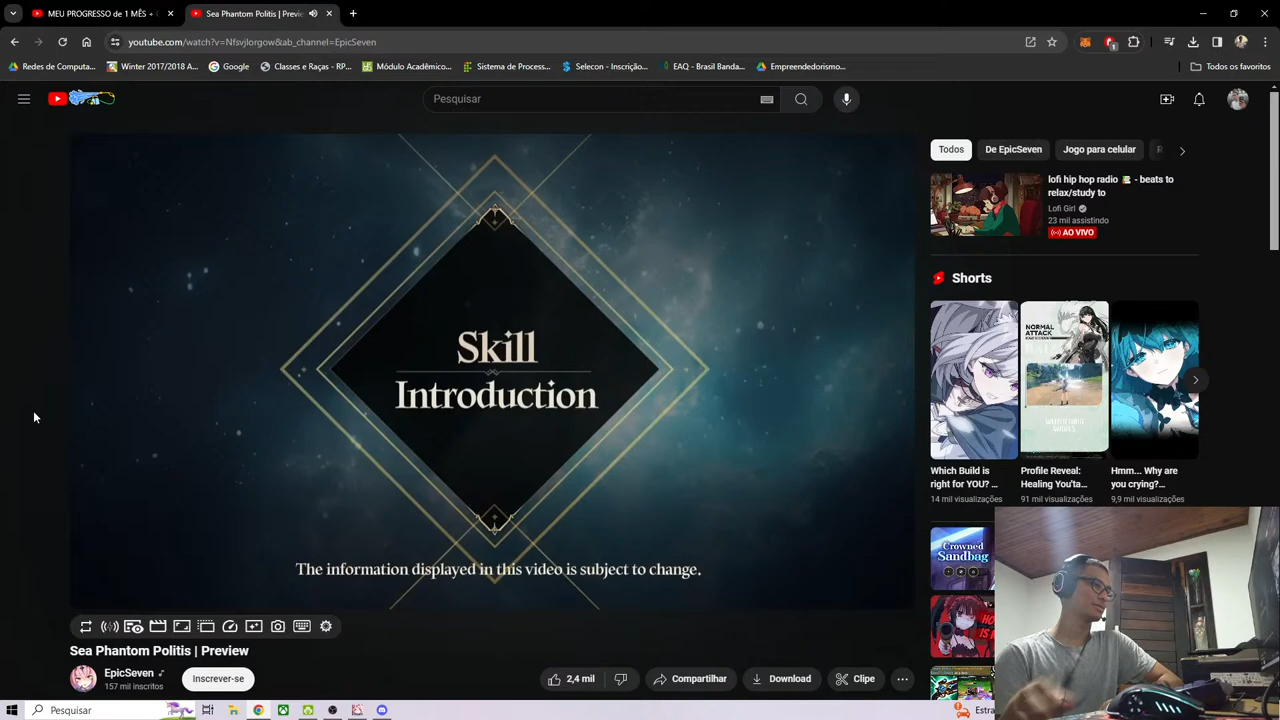 MEU PROGRESSO de 1 MÊS +
Sea Phantom Politis | Previe
youtube.com/watch?v=NfsvjIorgow&ab_channel=EpicSeven
Redes de Computa...
Winter 2017/2018 A...
Google
Classes e Raças - RP...
Módulo Acadêmico...
Sistema de Process...
Selecon - Inscrição...
EAQ - Brasil Banda...
Empreendedorismo...
Todos os favoritos
Pesquisar
Todos
De EpicSeven
Jogo para celular
lofi hip hop radio 📚 - beats to
relax/study to
Lofi Girl
23 mil assistindo
AO VIVO
Skill
Introduction
The information displayed in this video is subject to change.
Shorts
NORMAL
ATTACK
Which Build is
right for YOU? ...
14 mil visualizações
Profile Reveal:
Healing You'ta...
91 mil visualizações
Hmm... Why are
you crying?...
9,9 mil visualizações
Crowned
Sandbag
Sea Phantom Politis | Preview
EpicSeven
157 mil inscritos
Inscrever-se
2,4 mil
Compartilhar
Download
Clipe
Pesquisar
Estra